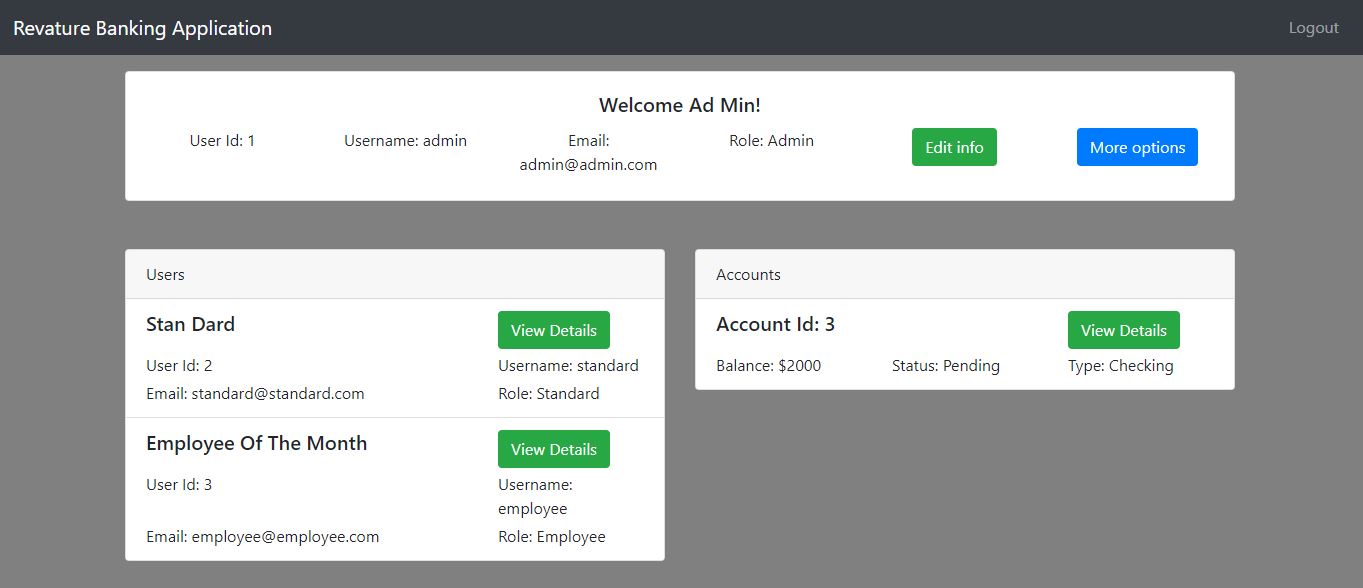 Revature Banking Application
Logout
Welcome Ad Min!
User Id: 1
Username: admin
Email:
admin@admin.com
Role: Admin
Edit info
More options
Users
Stan Dard
View Details
User Id: 2
Username: standard
Email: standard@standard.com
Role: Standard
Employee Of The Month
View Details
User Id: 3
Username:
employee
Email: employee@employee.com
Role: Employee
Accounts
Account Id: 3
View Details
Balance: $2000
Status: Pending
Type: Checking